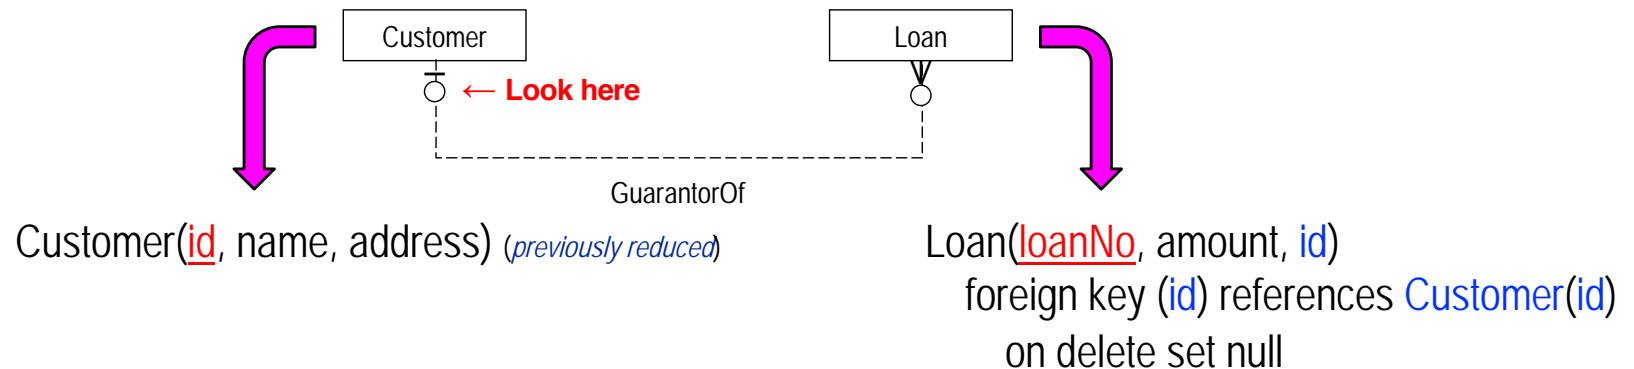 Customer
Loan
← Look here
GuarantorOf
Customer(id, name, address) (previously reduced)
Loan(loanNo, amount, id)
foreign key (id) references Customer(id)
on delete set null